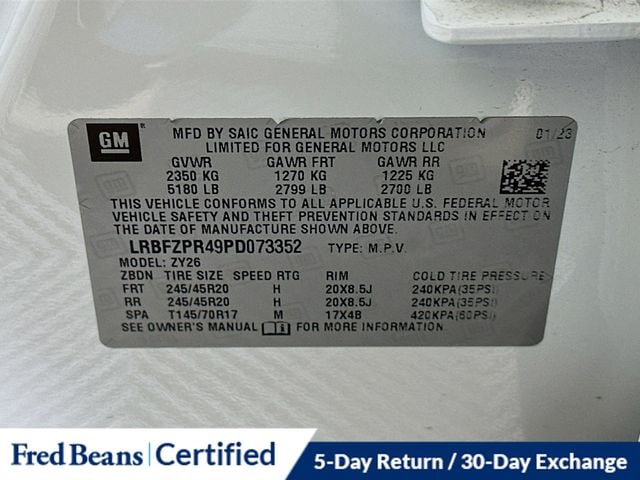 GM ®
MFD BY SAIC GENERAL MOTORS CORPORATION 01/23
LIMITED FOR GENERAL MOTORS LLC
GVWR GAWR FRT GAWR RR
2350 KG 1270 KG 1225 KG
5180 LB 2799 LB 2700 LB
THIS VEHICLE CONFORMS TO ALL APPLICABLE U.S. FEDERAL MOTOR
VEHICLE SAFETY AND THEFT PREVENTION STANDARDS IN EFFECT ON
THE DATE OF MANUFACTURE SHOWN ABOVE.
LRBFZPR49PD073352 TYPE: M.P.V.
MODEL: ZY26
ZBDN TIRE SIZE SPEED RTG RIM COLD TIRE PRESSURE
FRT 245/45R20 H 20X8.5J 240KPA(35PSI)
RR 245/45R20 H 20X8.5J 240KPA(35PSI)
SPA T145/70R17 M 17X4B 420KPA(60PSI)
SEE OWNER'S MANUAL FOR MORE INFORMATION.
Fred Beans Certified 5-Day Return / 30-Day Exchange